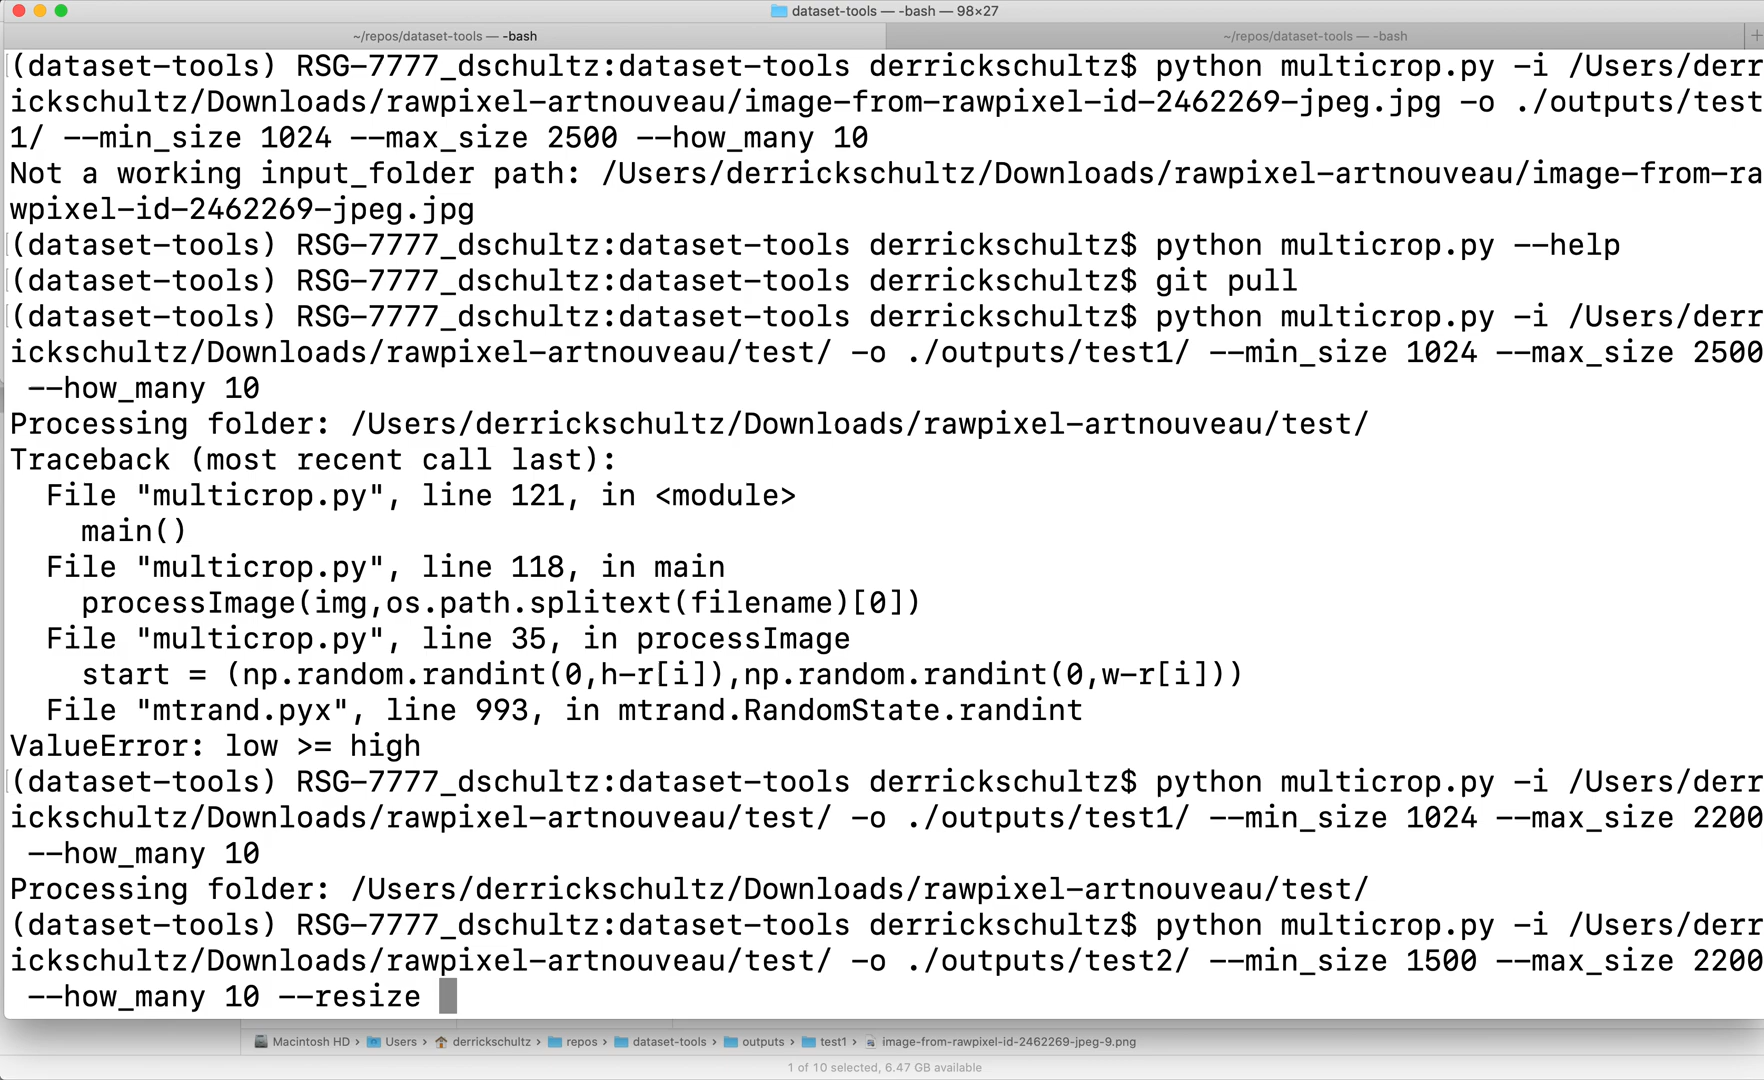 dataset-tools — -bash — 98×27
~/repos/dataset-tools — -bash
~/repos/dataset-tools — -bash
(dataset-tools) RSG-7777_dschultz:dataset-tools derrickschultz$ python multicrop.py -i /Users/derr
ickschultz/Downloads/rawpixel-artnouveau/image-from-rawpixel-id-2462269-jpeg.jpg -o ./outputs/test
1/ --min_size 1024 --max_size 2500 --how_many 10
Not a working input_folder path: /Users/derrickschultz/Downloads/rawpixel-artnouveau/image-from-ra
wpixel-id-2462269-jpeg.jpg
(dataset-tools) RSG-7777_dschultz:dataset-tools derrickschultz$ python multicrop.py --help
(dataset-tools) RSG-7777_dschultz:dataset-tools derrickschultz$ git pull
(dataset-tools) RSG-7777_dschultz:dataset-tools derrickschultz$ python multicrop.py -i /Users/derr
ickschultz/Downloads/rawpixel-artnouveau/test/ -o ./outputs/test1/ --min_size 1024 --max_size 2500
--how_many 10
Processing folder: /Users/derrickschultz/Downloads/rawpixel-artnouveau/test/
Traceback (most recent call last):
File "multicrop.py", line 121, in <module>
main()
File "multicrop.py", line 118, in main
processImage(img,os.path.splitext(filename)[0])
File "multicrop.py", line 35, in processImage
start = (np.random.randint(0,h-r[i]),np.random.randint(0,w-r[i]))
File "mtrand.pyx", line 993, in mtrand.RandomState.randint
ValueError: low >= high
(dataset-tools) RSG-7777_dschultz:dataset-tools derrickschultz$ python multicrop.py -i /Users/derr
ickschultz/Downloads/rawpixel-artnouveau/test/ -o ./outputs/test1/ --min_size 1024 --max_size 2200
--how_many 10
Processing folder: /Users/derrickschultz/Downloads/rawpixel-artnouveau/test/
(dataset-tools) RSG-7777_dschultz:dataset-tools derrickschultz$ python multicrop.py -i /Users/derr
ickschultz/Downloads/rawpixel-artnouveau/test/ -o ./outputs/test2/ --min_size 1500 --max_size 2200
--how_many 10 --resize
Macintosh HD › Users › derrickschultz › repos › dataset-tools › outputs › test1 › image-from-rawpixel-id-2462269-jpeg-9.png
1 of 10 selected, 6.47 GB available